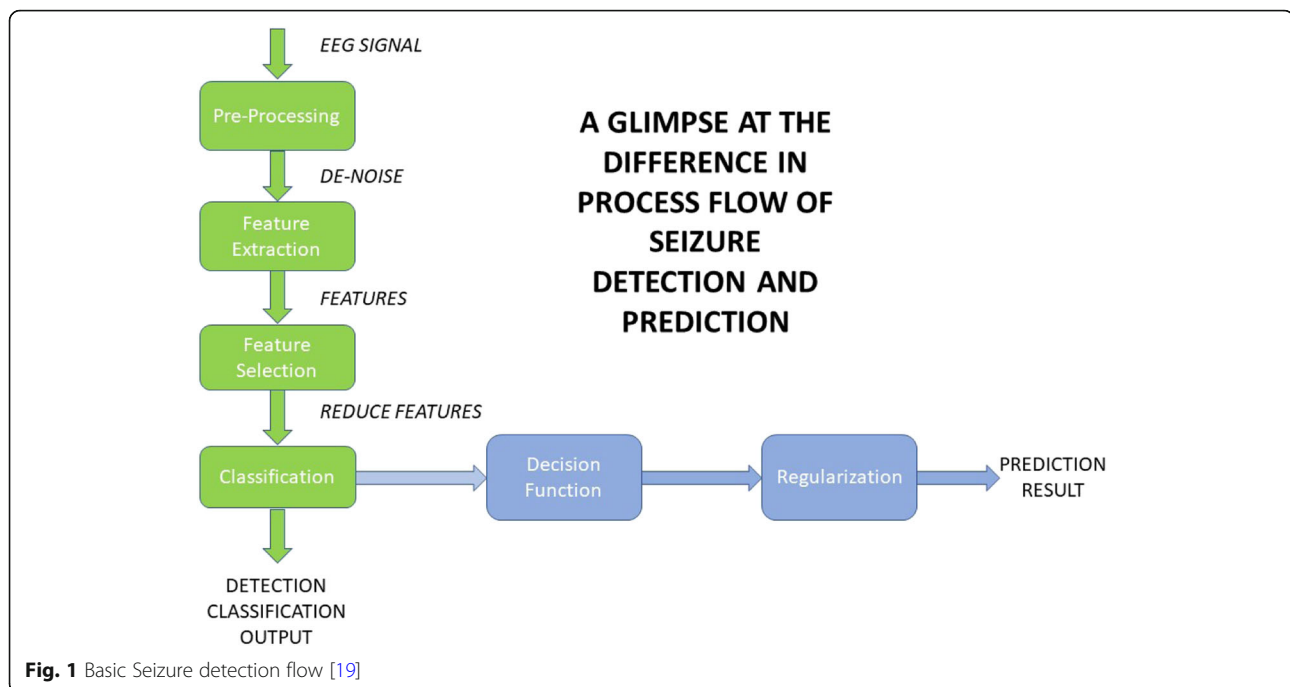 EEG SIGNAL
Pre-Processing
A GLIMPSE AT THE
DIFFERENCE IN
PROCESS FLOW OF
SEIZURE
DETECTION AND
PREDICTION
DE-NOISE
Feature
Extraction
FEATURES
Feature
Selection
REDUCE FEATURES
Classification
Decision
Function
Regularization
PREDICTION
RESULT
DETECTION
CLASSIFICATION
OUTPUT
Fig. 1 Basic Seizure detection flow [19]